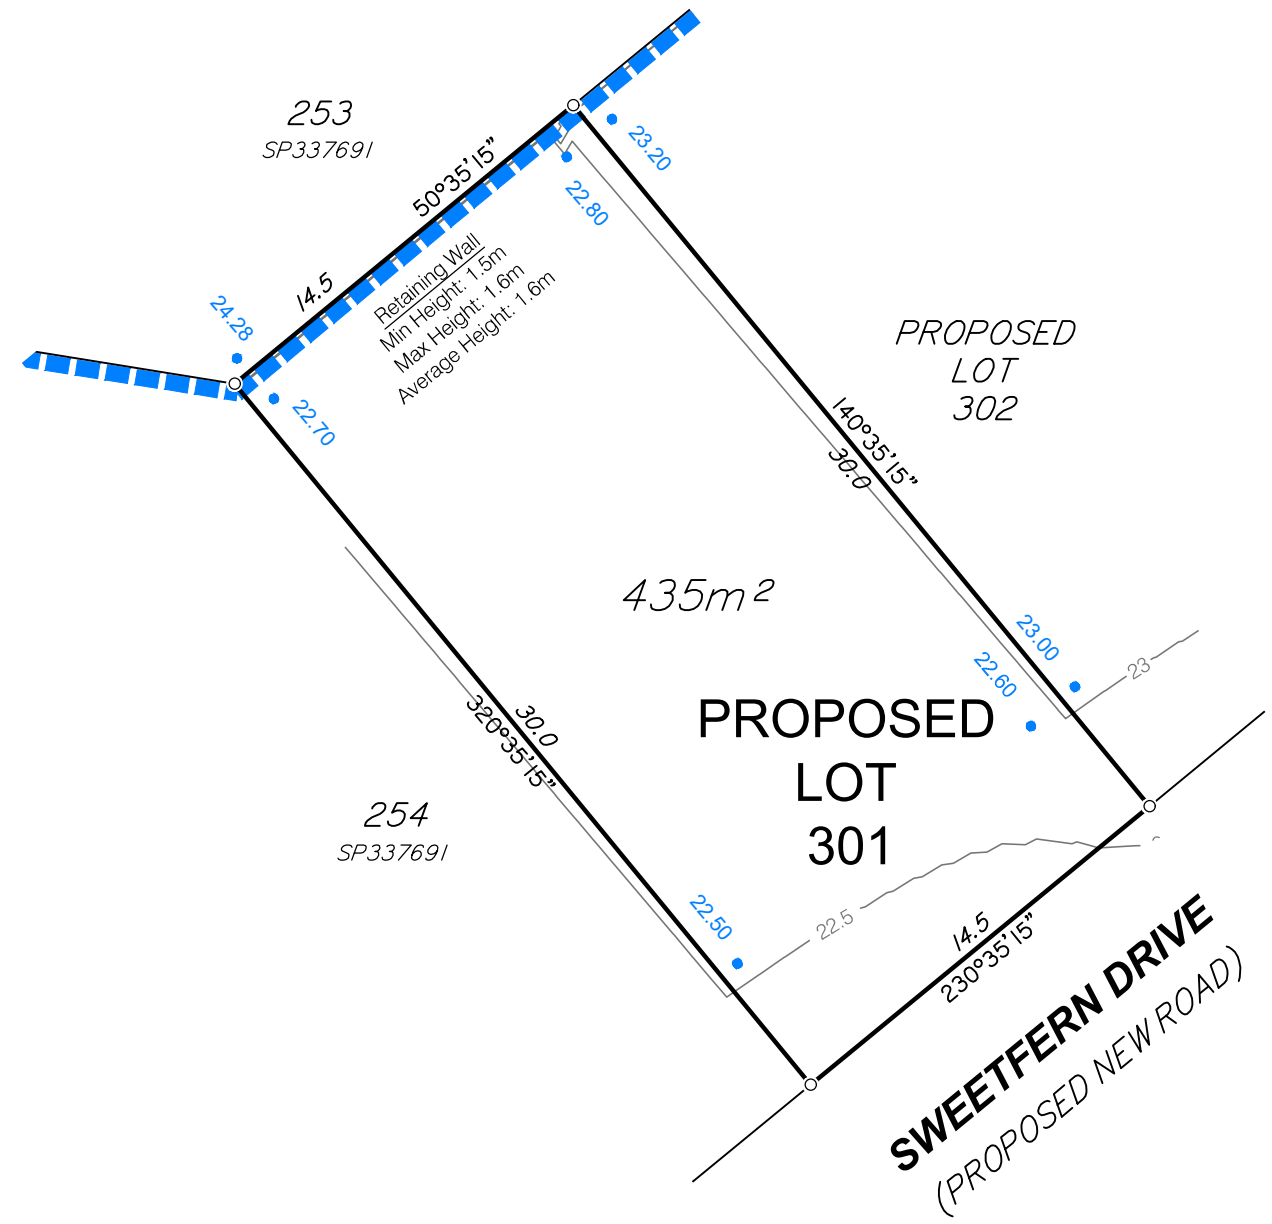 253
SP337691
50°35'15"
23.20
22.80
14.5
Retaining Wall
Min Height: 1.5m
Max Height: 1.6m
Average Height: 1.6m
24.28
22.70
PROPOSED
LOT
302
140°35'15"
30.0
435m²
23.00
22.60
23
PROPOSED
LOT
301
30.0
320°35'15"
254
SP337691
22.50
22.5
14.5
230°35'15"
SWEETFERN DRIVE
(PROPOSED NEW ROAD)